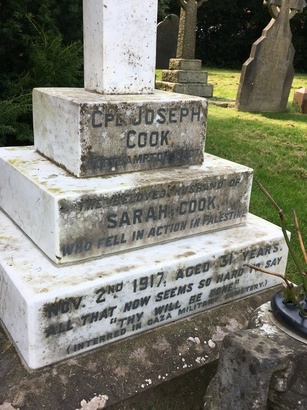 CPL JOSEPH
COOK
THE BELOVED HUSBAND OF
SARAH COOK,
WHO FELL IN ACTION IN PALESTINE
NOV. 2ND 1917, AGED 31 YEARS.
ALL THAT NOW SEEMS SO HARD TO SAY
"THY WILL BE DONE."
(INTERRED IN GAZA MILITARY CEMETERY.)